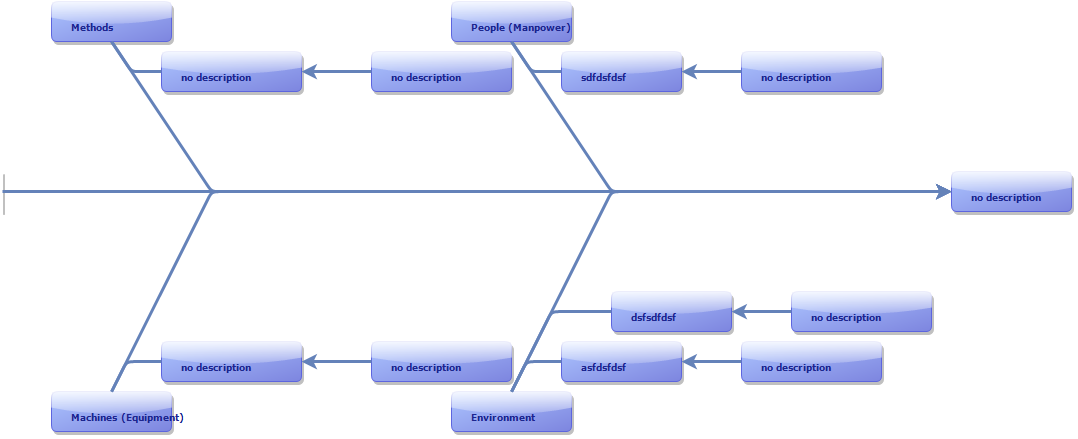 Methods
People (Manpower)
no description
no description
sdfdsfdsf
no description
no description
dsfsdfdsf
no description
no description
no description
asfdsfdsf
no description
Machines (Equipment)
Environment